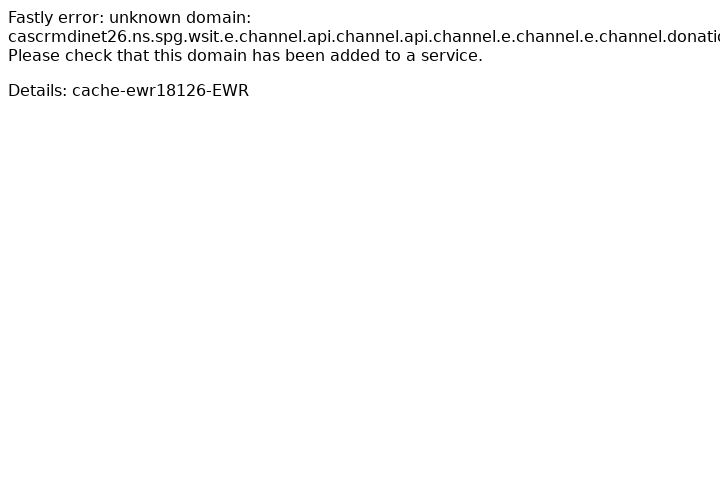 Fastly error: unknown domain:
cascrmdinet26.ns.spg.wsit.e.channel.api.channel.api.channel.e.channel.e.channel.donatic
Please check that this domain has been added to a service.
Details: cache-ewr18126-EWR